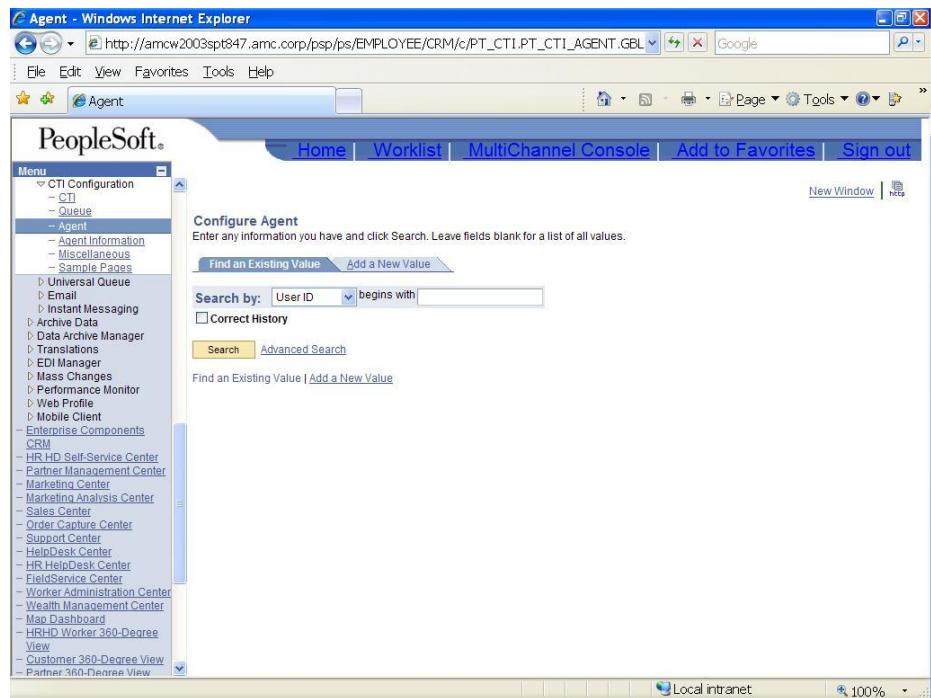 Agent - Windows Internet Explorer
http://amcw2003spt847.amc.corp/psp/ps/EMPLOYEE/CRM/c/PT_CTI.PT_CTI_AGENT.GBL
Google
File Edit View Favorites Tools Help
Agent
Page Tools
PeopleSoft.
Home | Worklist | MultiChannel Console | Add to Favorites | Sign out
Menu
CTI Configuration
– CTI
– Queue
– Agent
– Agent Information
– Miscellaneous
– Sample Pages
Universal Queue
Email
Instant Messaging
Archive Data
Data Archive Manager
Translations
EDI Manager
Mass Changes
Performance Monitor
Web Profile
Mobile Client
– Enterprise Components
CRM
– HR HD Self-Service Center
– Partner Management Center
– Marketing Center
– Marketing Analysis Center
– Sales Center
– Order Capture Center
– Support Center
– HelpDesk Center
– HR HelpDesk Center
– FieldService Center
– Worker Administration Center
– Wealth Management Center
– Map Dashboard
– HRHD Worker 360-Degree
View
– Customer 360-Degree View
– Partner 360-Degree View
New Window | http
Configure Agent
Enter any information you have and click Search. Leave fields blank for a list of all values.
Find an Existing Value Add a New Value
Search by: User ID begins with
Correct History
Search Advanced Search
Find an Existing Value | Add a New Value
Local intranet 100%